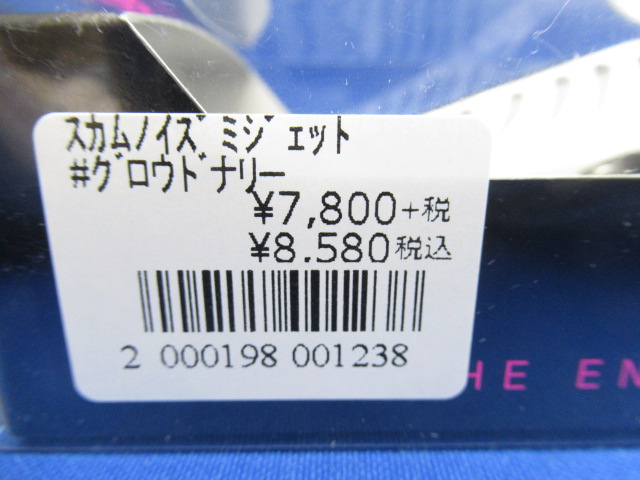 ｽｶﾑﾉｲｽﾞ ﾐｼﾞｪｯﾄ
#ｸﾞﾛｳﾄﾞﾅﾘｰ
¥7,800+税
¥8.580税込
2 000198 001238
HE EN